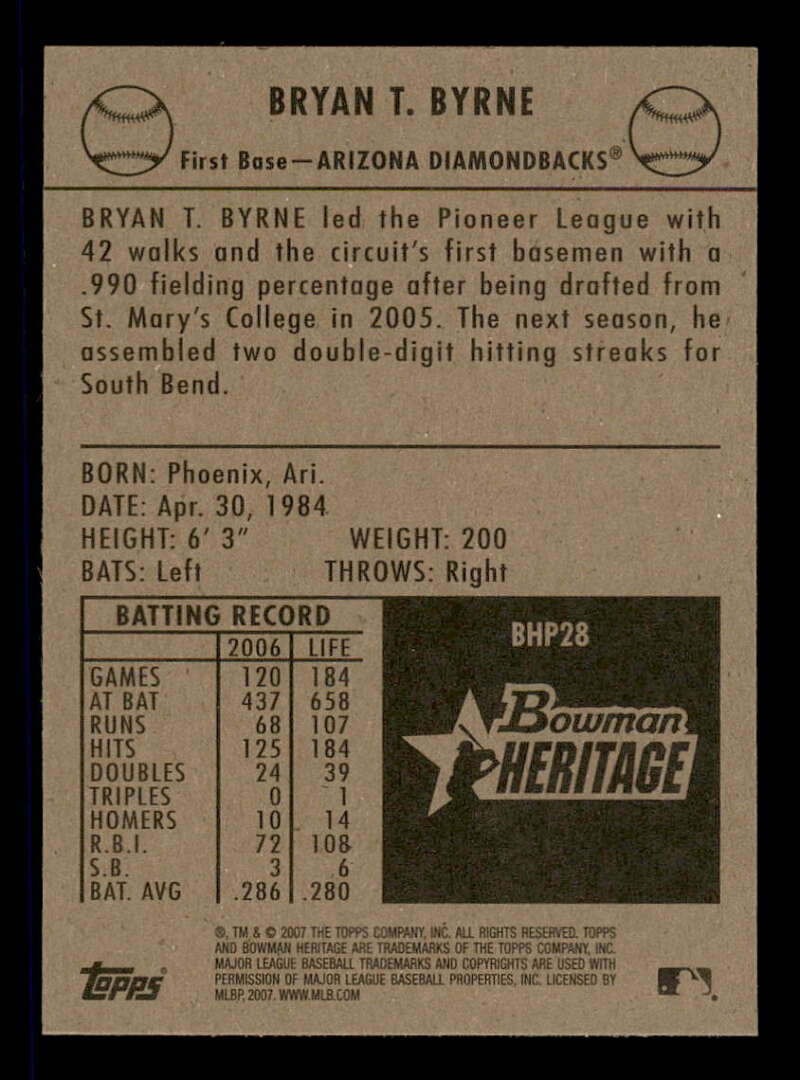 BRYAN T. BYRNE
First Base—ARIZONA DIAMONDBACKS®
BRYAN T. BYRNE led the Pioneer League with
42 walks and the circuit's first basemen with a
.990 fielding percentage after being drafted from
St. Mary's College in 2005. The next season, he
assembled two double-digit hitting streaks for
South Bend.
BORN: Phoenix, Ari.
DATE: Apr. 30, 1984
HEIGHT: 6' 3" WEIGHT: 200
BATS: Left THROWS: Right
BATTING RECORD
2006 LIFE
GAMES 120 184
AT BAT 437 658
RUNS 68 107
HITS 125 184
DOUBLES 24 39
TRIPLES 0 1
HOMERS 10 14
R.B.I. 72 108
S.B. 3 6
BAT. AVG .286 .280
BHP28
Bowman
HERITAGE
®, TM & © 2007 THE TOPPS COMPANY, INC. ALL RIGHTS RESERVED. TOPPS
AND BOWMAN HERITAGE ARE TRADEMARKS OF THE TOPPS COMPANY, INC.
MAJOR LEAGUE BASEBALL TRADEMARKS AND COPYRIGHTS ARE USED WITH
PERMISSION OF MAJOR LEAGUE BASEBALL PROPERTIES, INC. LICENSED BY
MLBP, 2007. WWW.MLB.COM
Topps